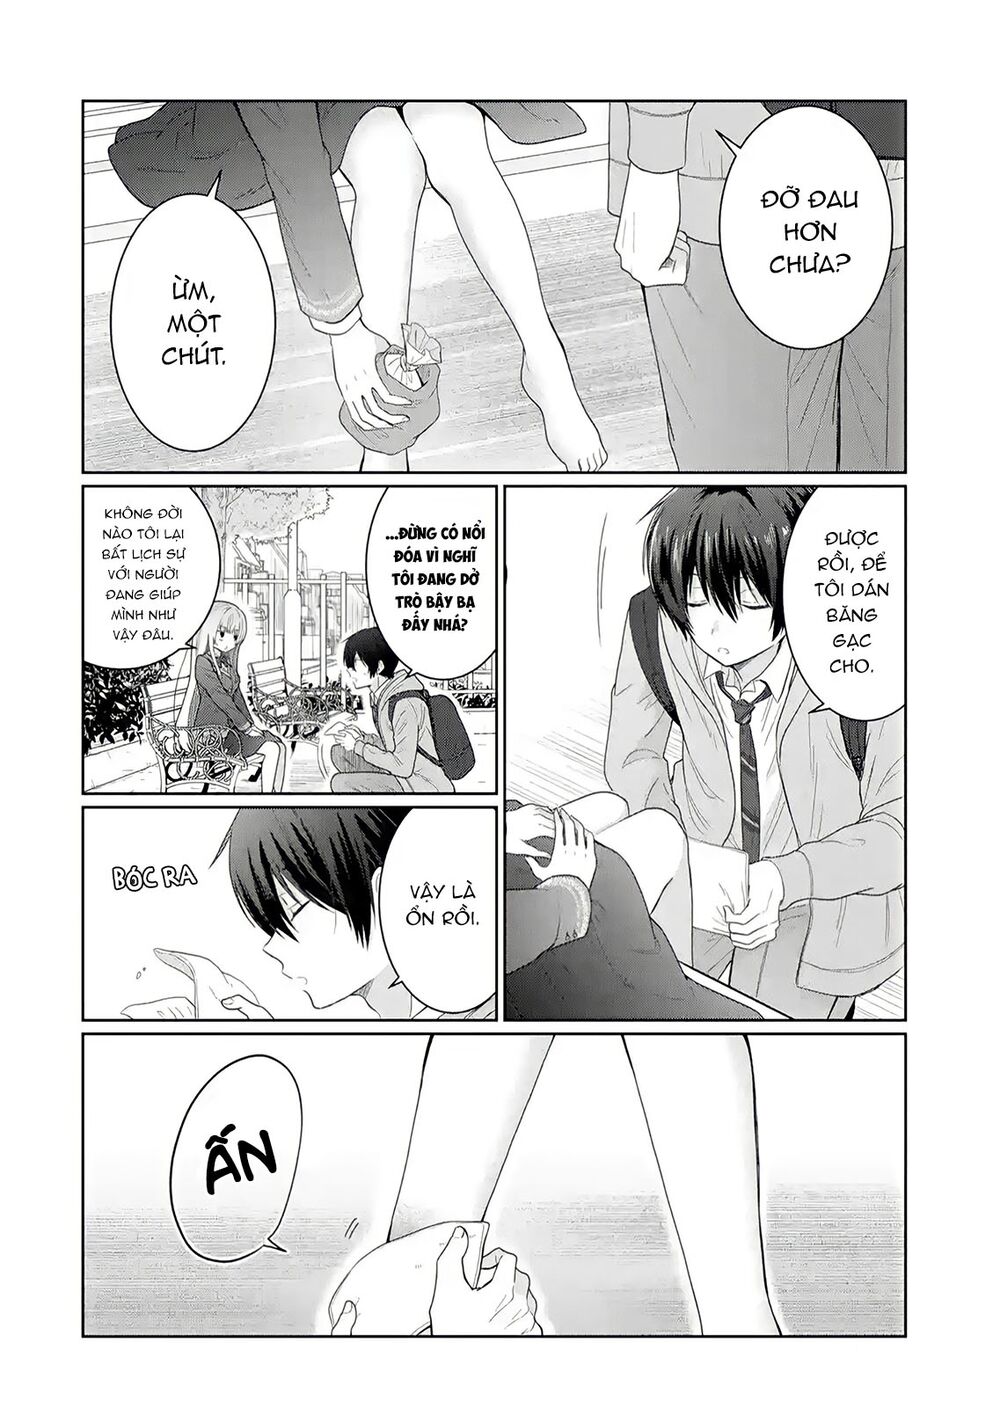 ĐỠ ĐAU
HƠN
CHƯA?
ỪM,
MỘT
CHÚT.
ĐƯỢC
RỒI, ĐỂ
TÔI DÁN
BĂNG
GẠC
CHO.
...ĐỪNG CÓ NỔI
ĐÓA VÌ NGHĨ
TÔI ĐANG DỞ
TRÒ BẬY BẠ
ĐẤY NHÁ?
KHÔNG ĐỜI
NÀO TÔI LẠI
BẤT LỊCH SỰ
VỚI NGƯỜI
ĐANG GIÚP
MÌNH NHƯ
VẬY ĐÂU.
VẬY LÀ
ỔN RỒI.
BÓC RA
ẤN